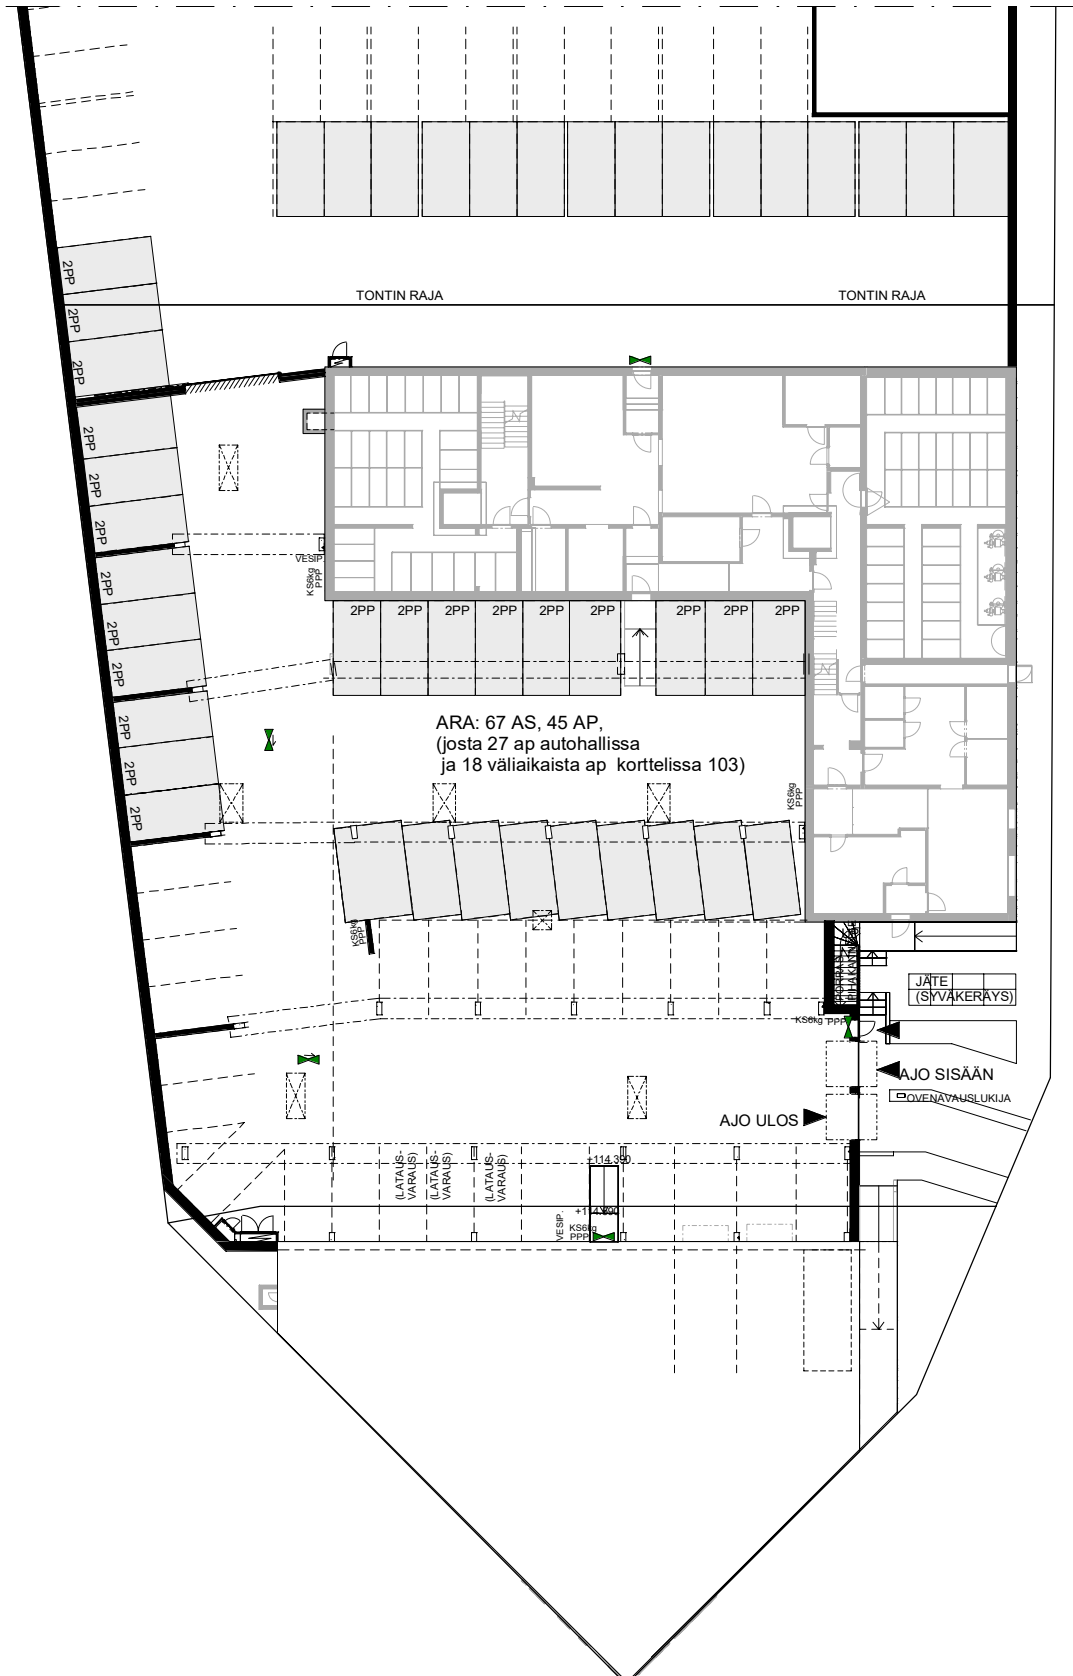 TONTIN RAJA
TONTIN RAJA
2PP
2PP
2PP
2PP
2PP
2PP
2PP
2PP
2PP
2PP
2PP
2PP
VESIP.
KS6kg
PPP
2PP
2PP
2PP
2PP
2PP
2PP
2PP
2PP
2PP
ARA: 67 AS, 45 AP,
(josta 27 ap autohallissa
ja 18 väliaikaista ap korttelissa 103)
KS6kg
PPP
KS6kg
PPP
JÄTE
(SYVÄKERÄYS)
KS6kg PPP
AJO SISÄÄN
OVENAVAUSLUKIJA
AJO ULOS
(LATAUS-
VARAUS)
(LATAUS-
VARAUS)
(LATAUS-
VARAUS)
+114.390
VESIP.
KS6kg
PPP